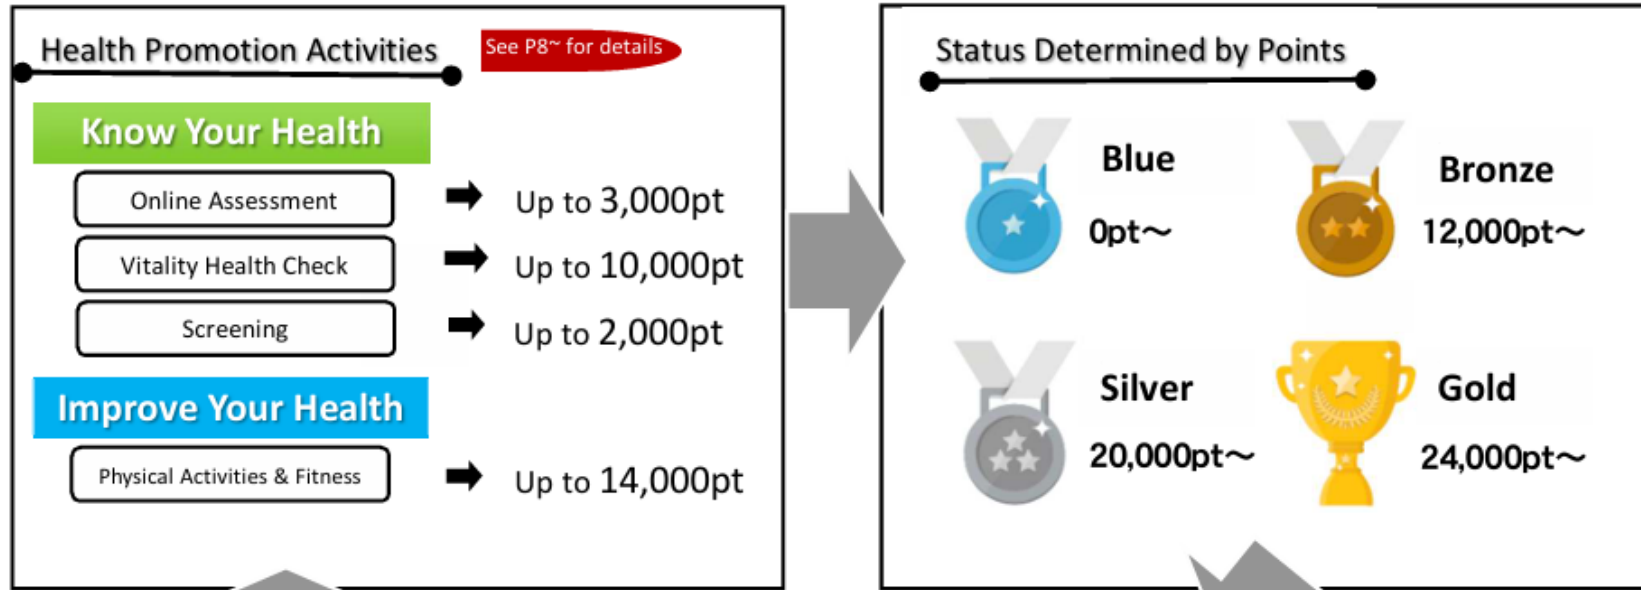 Health Promotion Activities
See P8~ for details
Know Your Health
Online Assessment
Up to 3,000pt
Vitality Health Check
Up to 10,000pt
Screening
Up to 2,000pt
Improve Your Health
Physical Activities & Fitness
Up to 14,000pt
Status Determined by Points
Blue
0pt～
Bronze
12,000pt～
Silver
20,000pt～
Gold
24,000pt～